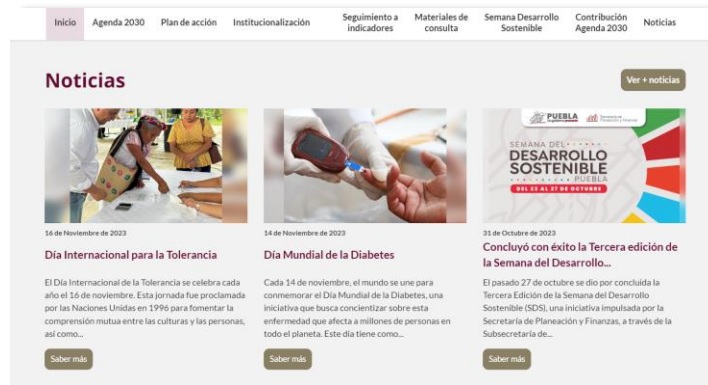 Inicio
Agenda 2030
Plan de acción
Institucionalización
Seguimiento a
indicadores
Materiales de
consulta
Semana Desarrollo
Sostenible
Contribución
Agenda 2030
Noticias
Noticias
Ver + noticias
PUEBLA
SEMANA DEL
DESARROLLO
SOSTENIBLE
PUEBLA
DEL 23 AL 27 DE OCTUBRE
16 de Noviembre de 2023
Día Internacional para la Tolerancia
El Día Internacional de la Tolerancia se celebra cada
año el 16 de noviembre. Esta jornada fue proclamada
por las Naciones Unidas en 1996 para fomentar la
comprensión mutua entre las culturas y las personas,
así como...
Saber más
14 de Noviembre de 2023
Día Mundial de la Diabetes
Cada 14 de noviembre, el mundo se une para
conmemorar el Día Mundial de la Diabetes, una
iniciativa que busca concientizar sobre esta
enfermedad que afecta a millones de personas en
todo el planeta. Este día tiene como...
Saber más
31 de Octubre de 2023
Concluyó con éxito la Tercera edición de
la Semana del Desarrollo...
El pasado 27 de octubre se dio por concluida la
Tercera Edición de la Semana del Desarrollo
Sostenible (SDS), una iniciativa impulsada por la
Secretaría de Planeación y Finanzas, a través de la
Subsecretaría de...
Saber más